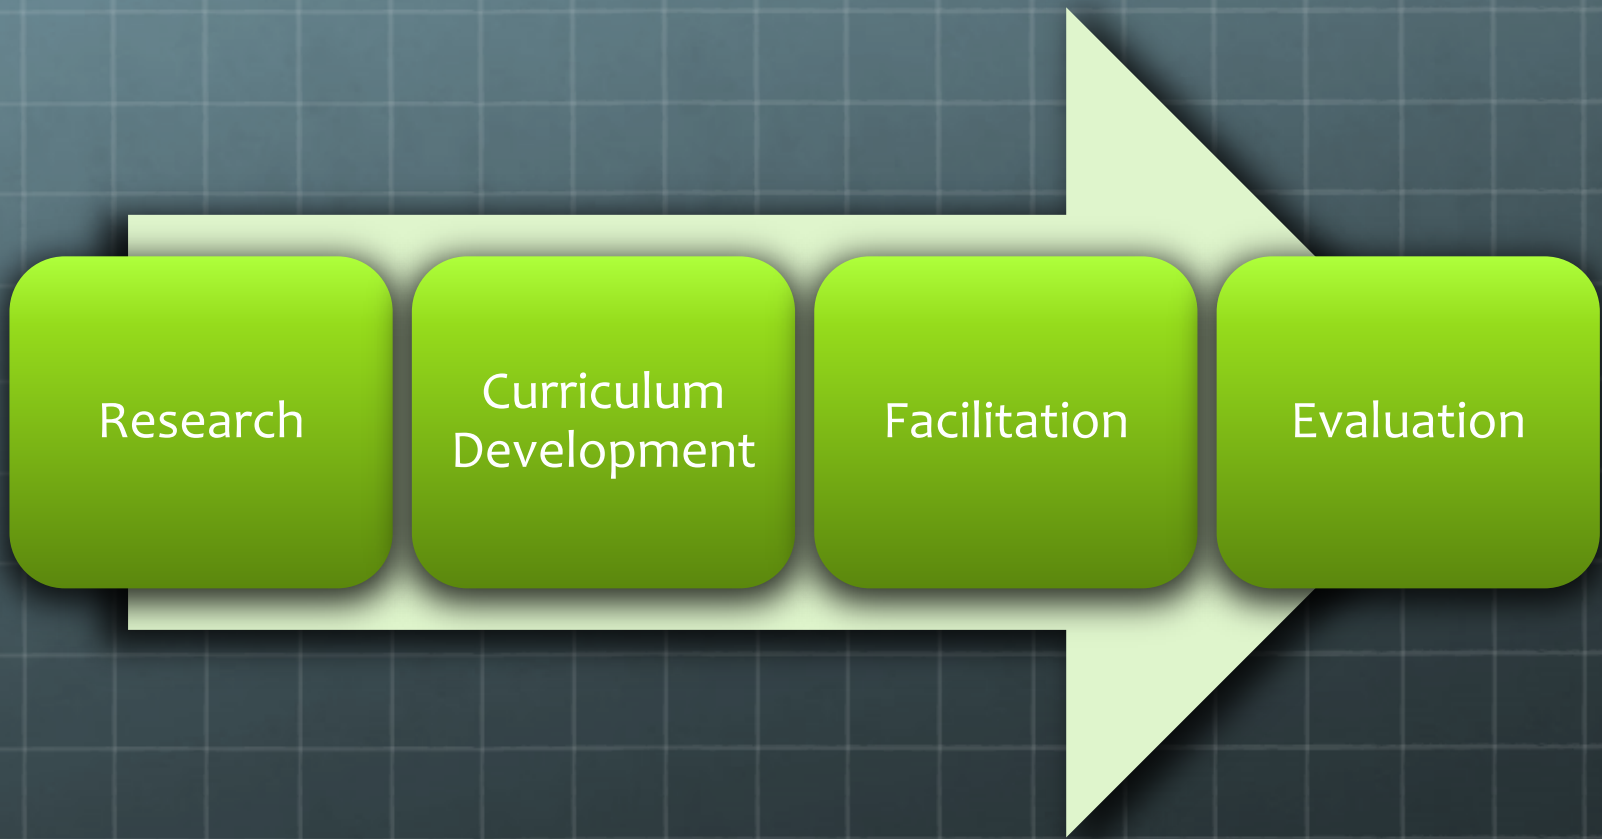 Research
Curriculum
Development
Facilitation
Evaluation